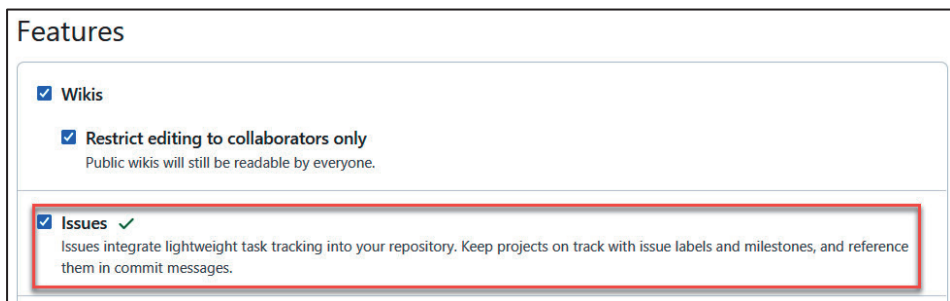 Features
Wikis
Restrict editing to collaborators only
Public wikis will still be readable by everyone.
Issues
Issues integrate lightweight task tracking into your repository. Keep projects on track with issue labels and milestones, and reference
them in commit messages.